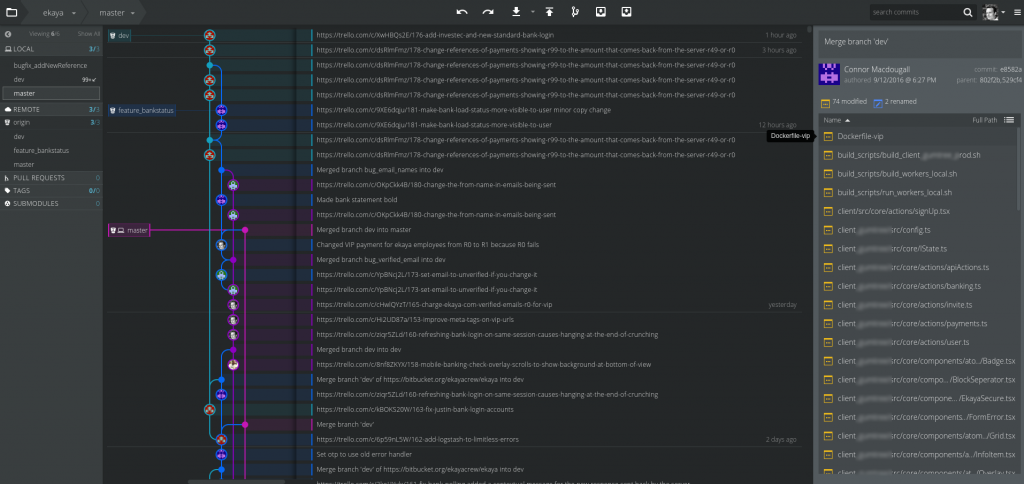 ekaya
master
search commits
Viewing 6/6
Show All
LOCAL
3/3
bugfix_addNewReference
dev
99+✓
master
REMOTE
3/3
origin
3/3
dev
feature_bankstatus
master
PULL REQUESTS
0
TAGS
0/0
SUBMODULES
0
dev
https://trello.com/c/XwHBQs2E/176-add-investec-and-new-standard-bank-login
1 hour ago
https://trello.com/c/dsRlmFmz/178-change-references-of-payments-showing-r99-to-the-amount-that-comes-back-from-the-server-r49-or-r0
3 hours ago
https://trello.com/c/dsRlmFmz/178-change-references-of-payments-showing-r99-to-the-amount-that-comes-back-from-the-server-r49-or-r0
https://trello.com/c/dsRlmFmz/178-change-references-of-payments-showing-r99-to-the-amount-that-comes-back-from-the-server-r49-or-r0
https://trello.com/c/dsRlmFmz/178-change-references-of-payments-showing-r99-to-the-amount-that-comes-back-from-the-server-r49-or-r0
feature_bankstatus
https://trello.com/c/9XE6dqju/181-make-bank-load-status-more-visible-to-user minor copy change
https://trello.com/c/9XE6dqju/181-make-bank-load-status-more-visible-to-user
12 hours ago
https://trello.com/c/dsRlmFmz/178-change-references-of-payments-showing-r99-to-the-amount-that-comes-back-from-the-server-r49-or-r0
https://trello.com/c/dsRlmFmz/178-change-references-of-payments-showing-r99-to-the-amount-that-comes-back-from-the-server-r49-or-r0
Merged branch bug_email_names into dev
https://trello.com/c/OKpCkk4B/180-change-the-from-name-in-emails-being-sent
Made bank statement bold
https://trello.com/c/OKpCkk4B/180-change-the-from-name-in-emails-being-sent
master
Merged branch dev into master
Changed VIP payment for ekaya employees from R0 to R1 because R0 fails
Merged branch bug_verified_email into dev
https://trello.com/c/YpBNcj2L/173-set-email-to-unverified-if-you-change-it
https://trello.com/c/YpBNcj2L/173-set-email-to-unverified-if-you-change-it
https://trello.com/c/cHwlQYzT/165-charge-ekaya-com-verified-emails-r0-for-vip
yesterday
https://trello.com/c/Hi2UD87a/153-improve-meta-tags-on-vip-urls
https://trello.com/c/ziqr5ZLd/160-refreshing-bank-login-on-same-session-causes-hanging-at-the-end-of-crunching
Merged branch dev into dev
https://trello.com/c/8nf8ZKYX/158-mobile-banking-check-overlay-scrolls-to-show-background-at-bottom-of-view
Merge branch 'dev' of https://bitbucket.org/ekayacrew/ekaya into dev
https://trello.com/c/ziqr5ZLd/160-refreshing-bank-login-on-same-session-causes-hanging-at-the-end-of-crunching
Merge branch 'dev' of https://bitbucket.org/ekayacrew/ekaya into dev
https://trello.com/c/kBOKS20W/163-fix-justin-bank-login-accounts
Merge branch 'dev'
https://trello.com/c/6p59nL5W/162-add-logstash-to-limitless-errors
2 days ago
Set otp to use old error handler
Merge branch 'dev' of https://bitbucket.org/ekayacrew/ekaya into dev
Merge branch 'dev'
Connor Macdougall
commit: e8582a
authored 9/12/2016 @ 6:27 PM
parent: 802f2b,529cf4
74 modified
2 renamed
Name
Full Path
Dockerfile-vip
Dockerfile-vip
build_scripts/build_client_prod.sh
build_scripts/build_workers_local.sh
build_scripts/run_workers_local.sh
client/src/core/actions/signUp.tsx
client src/config.ts
client src/core/IState.ts
client src/core/actions/apiActions.ts
client src/core/actions/banking.ts
client src/core/actions/invite.ts
client src/core/actions/payments.ts
client src/core/actions/user.ts
client src/core/components/ato.../Badge.tsx
client src/core/compo... /BlockSeperator.tsx
client src/core/compone... /EkayaSecure.tsx
client src/core/components.../FormError.tsx
client src/core/components/atom.../Grid.tsx
client src/core/components/a.../InfoItem.tsx
client src/core/components/at.../Overlay.tsx